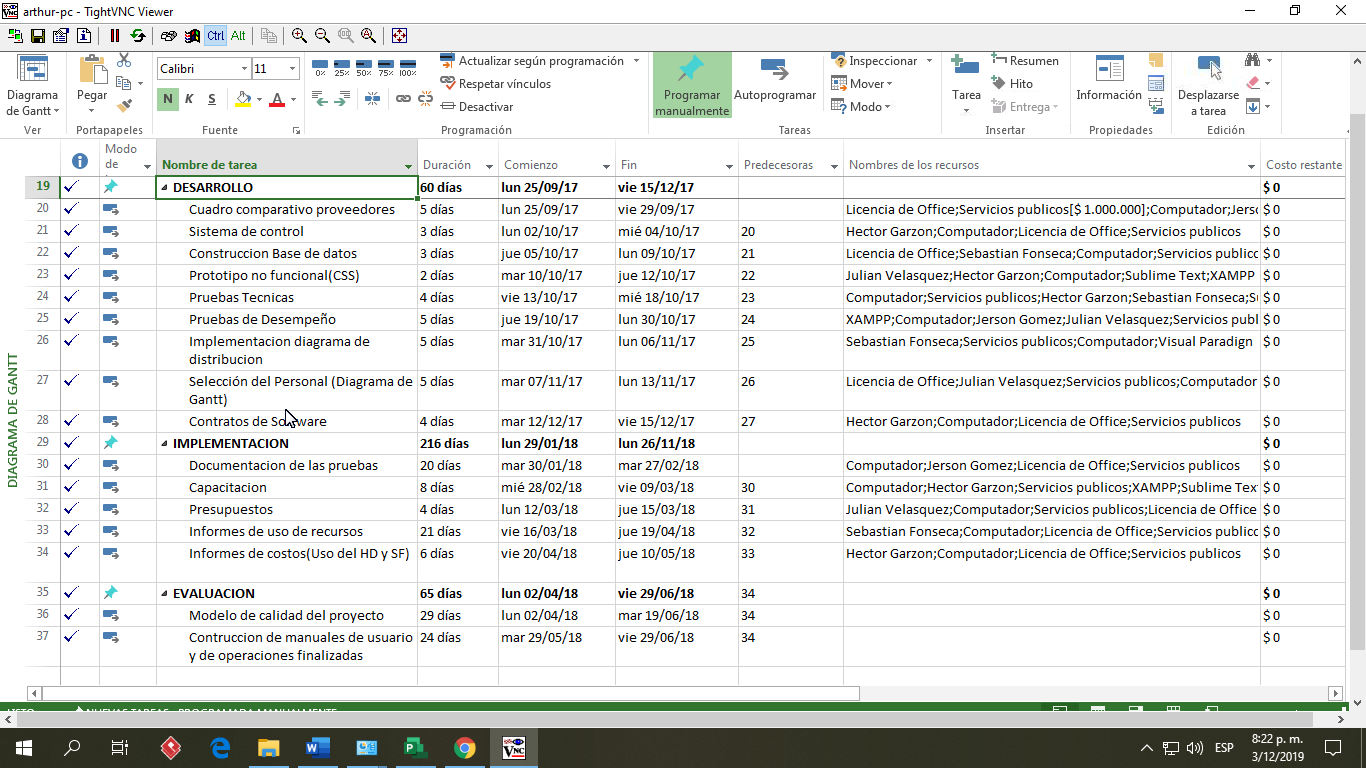 arthur-pc - TightVNC Viewer
Ctrl Alt
Diagrama de Gantt
Ver
Pegar
Portapapeles
Calibri 11
N K S
Fuente
0% 25% 50% 75% 100%
Actualizar según programación
Respetar vínculos
Desactivar
Programación
Programar manualmente
Autoprogramar
Inspeccionar
Mover
Modo
Tareas
Tarea
Resumen
Hito
Entrega
Insertar
Información
Propiedades
Desplazarse a tarea
Edición
Modo de Nombre de tarea Duración Comienzo Fin Predecesoras Nombres de los recursos Costo restante
19 DESARROLLO 60 días lun 25/09/17 vie 15/12/17 $ 0
20 Cuadro comparativo proveedores 5 días lun 25/09/17 vie 29/09/17 Licencia de Office;Servicios publicos[$ 1.000.000];Computador;Jerso $ 0
21 Sistema de control 3 días lun 02/10/17 mié 04/10/17 20 Hector Garzon;Computador;Licencia de Office;Servicios publicos $ 0
22 Construccion Base de datos 3 días jue 05/10/17 lun 09/10/17 21 Licencia de Office;Sebastian Fonseca;Computador;Servicios publico $ 0
23 Prototipo no funcional(CSS) 2 días mar 10/10/17 jue 12/10/17 22 Julian Velasquez;Hector Garzon;Computador;Sublime Text;XAMPP $ 0
24 Pruebas Tecnicas 4 días vie 13/10/17 mié 18/10/17 23 Computador;Servicios publicos;Hector Garzon;Sebastian Fonseca;Su $ 0
25 Pruebas de Desempeño 5 días jue 19/10/17 lun 30/10/17 24 XAMPP;Computador;Jerson Gomez;Julian Velasquez;Servicios publ $ 0
26 Implementacion diagrama de distribucion 5 días mar 31/10/17 lun 06/11/17 25 Sebastian Fonseca;Servicios publicos;Computador;Visual Paradign $ 0
27 Selección del Personal (Diagrama de Gantt) 5 días mar 07/11/17 lun 13/11/17 26 Licencia de Office;Julian Velasquez;Servicios publicos;Computador $ 0
28 Contratos de Software 4 días mar 12/12/17 vie 15/12/17 27 Hector Garzon;Computador;Licencia de Office;Servicios publicos $ 0
29 IMPLEMENTACION 216 días lun 29/01/18 lun 26/11/18 $ 0
30 Documentacion de las pruebas 20 días mar 30/01/18 mar 27/02/18 Computador;Jerson Gomez;Licencia de Office;Servicios publicos $ 0
31 Capacitacion 8 días mié 28/02/18 vie 09/03/18 30 Computador;Hector Garzon;Servicios publicos;XAMPP;Sublime Tex $ 0
32 Presupuestos 4 días lun 12/03/18 jue 15/03/18 31 Julian Velasquez;Computador;Servicios publicos;Licencia de Office $ 0
33 Informes de uso de recursos 21 días vie 16/03/18 jue 19/04/18 32 Sebastian Fonseca;Computador;Licencia de Office;Servicios publico $ 0
34 Informes de costos(Uso del HD y SF) 6 días vie 20/04/18 jue 10/05/18 33 Hector Garzon;Computador;Licencia de Office;Servicios publicos $ 0
35 EVALUACION 65 días lun 02/04/18 vie 29/06/18 34 $ 0
36 Modelo de calidad del proyecto 29 días lun 02/04/18 mar 19/06/18 34 $ 0
37 Contruccion de manuales de usuario y de operaciones finalizadas 24 días mar 29/05/18 vie 29/06/18 34 $ 0
DIAGRAMA DE GANTT
LISTO NUEVAS TAREAS : PROGRAMADA MANUALMENTE
ESP
8:22 p. m.
3/12/2019